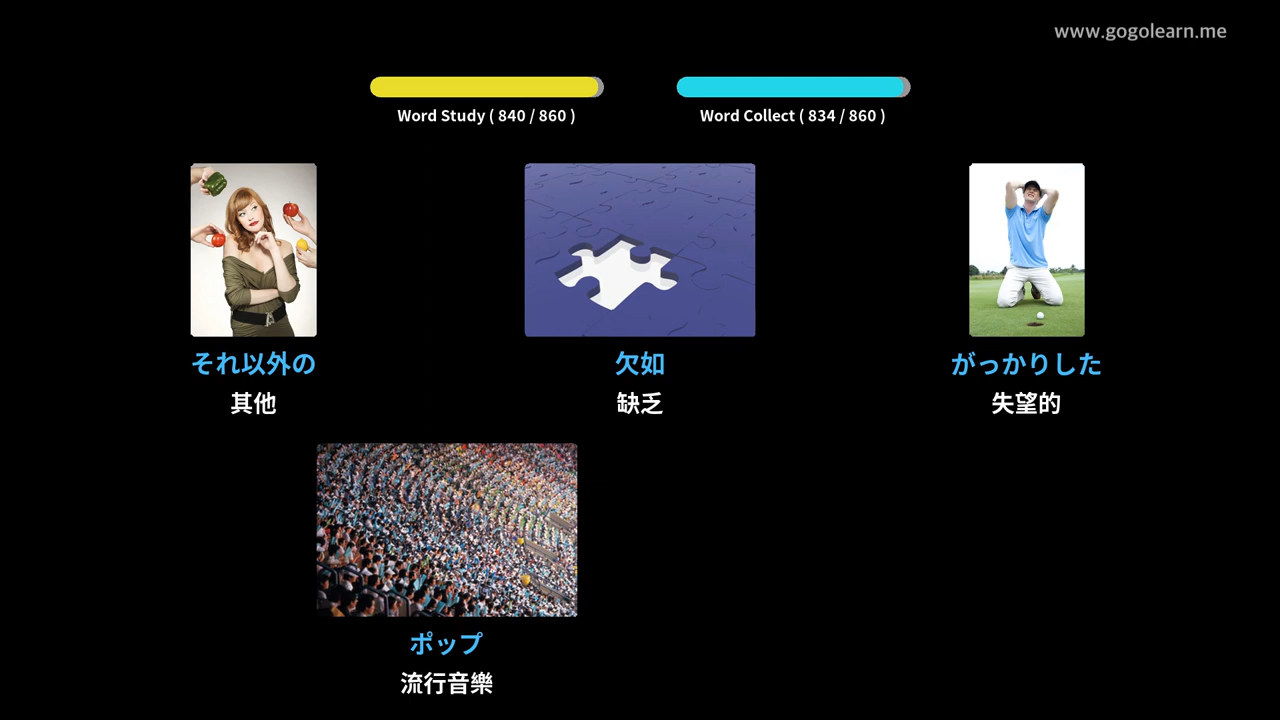 www.gogolearn.me
Word Study ( 840 / 860 )
Word Collect ( 834 / 860 )
それ以外の
其他
欠如
缺乏
がっかりした
失望的
ポップ
流行音樂